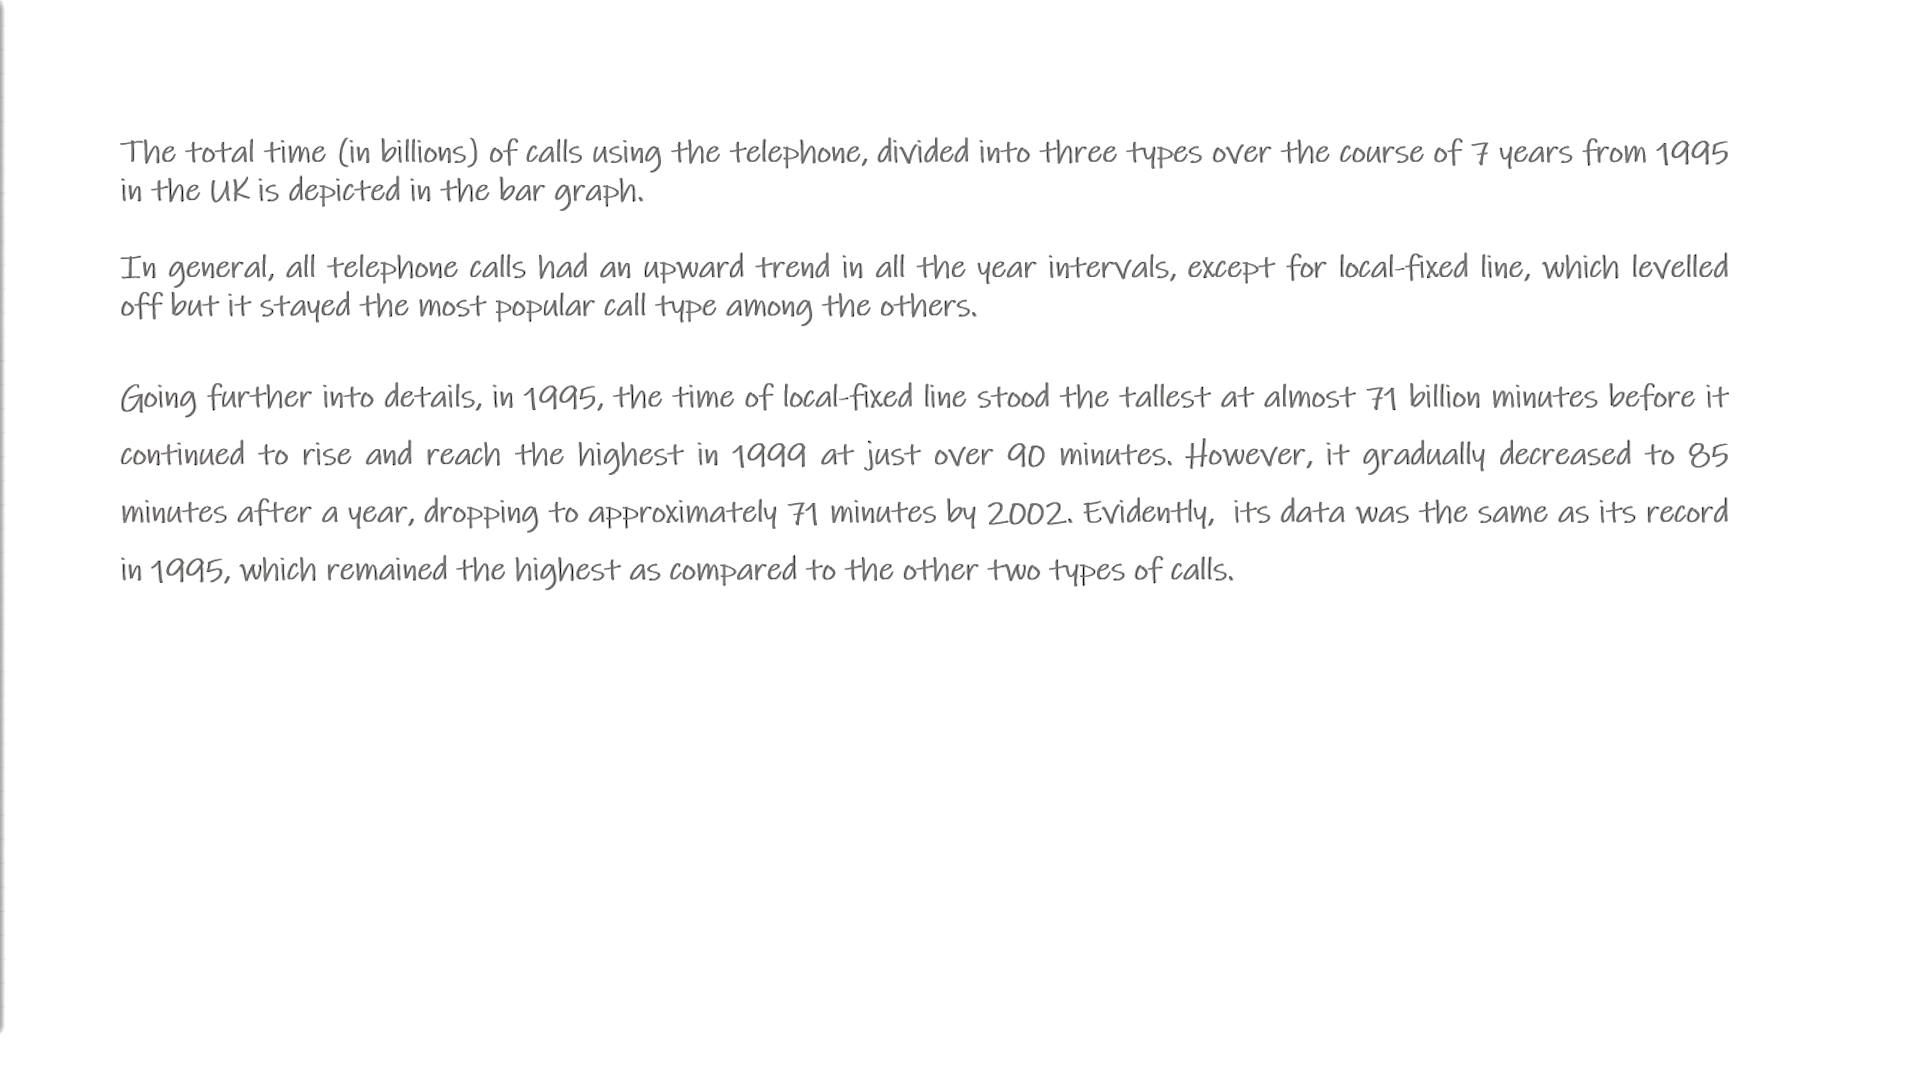 The total time (in billions) of calls using the telephone, divided into three types over the course of 7 years from 1995
in the UK is depicted in the bar graph.
In general, all telephone calls had an upward trend in all the year intervals, except for local-fixed line, which levelled
off but it stayed the most popular call type among the others.
Going further into details, in 1995, the time of local-fixed line stood the tallest at almost 71 billion minutes before it
continued to rise and reach the highest in 1999 at just over 90 minutes. However, it gradually decreased to 85
minutes after a year, dropping to approximately 71 minutes by 2002. Evidently, its data was the same as its record
in 1995, which remained the highest as compared to the other two types of calls.